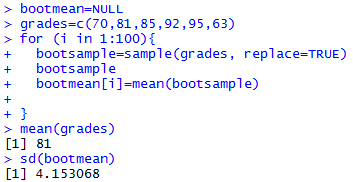 > bootmean=NULL
> grades=c(70,81,85,92,95,63)
> for (i in 1:100){
+   bootsample=sample(grades, replace=TRUE)
+   bootsample
+   bootmean[i]=mean(bootsample)
+
+ }
> mean(grades)
[1] 81
> sd(bootmean)
[1] 4.153068